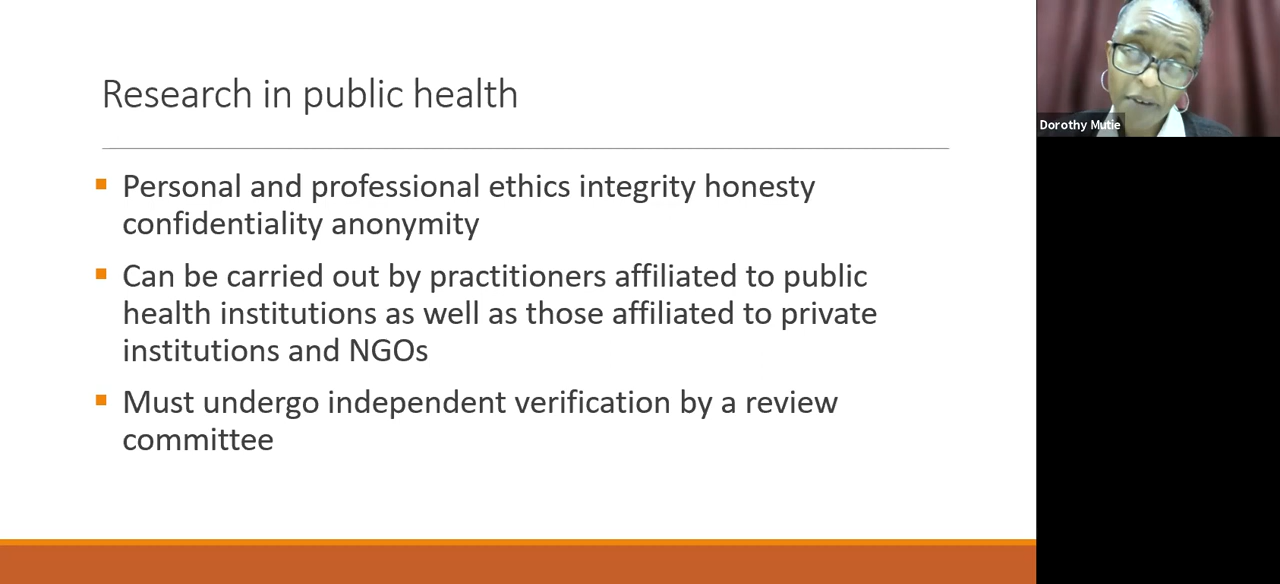 Research in public health
Personal and professional ethics integrity honesty
confidentiality anonymity
Can be carried out by practitioners affiliated to public
health institutions as well as those affiliated to private
institutions and NGOs
Must undergo independent verification by a review
committee
Dorothy Mutie